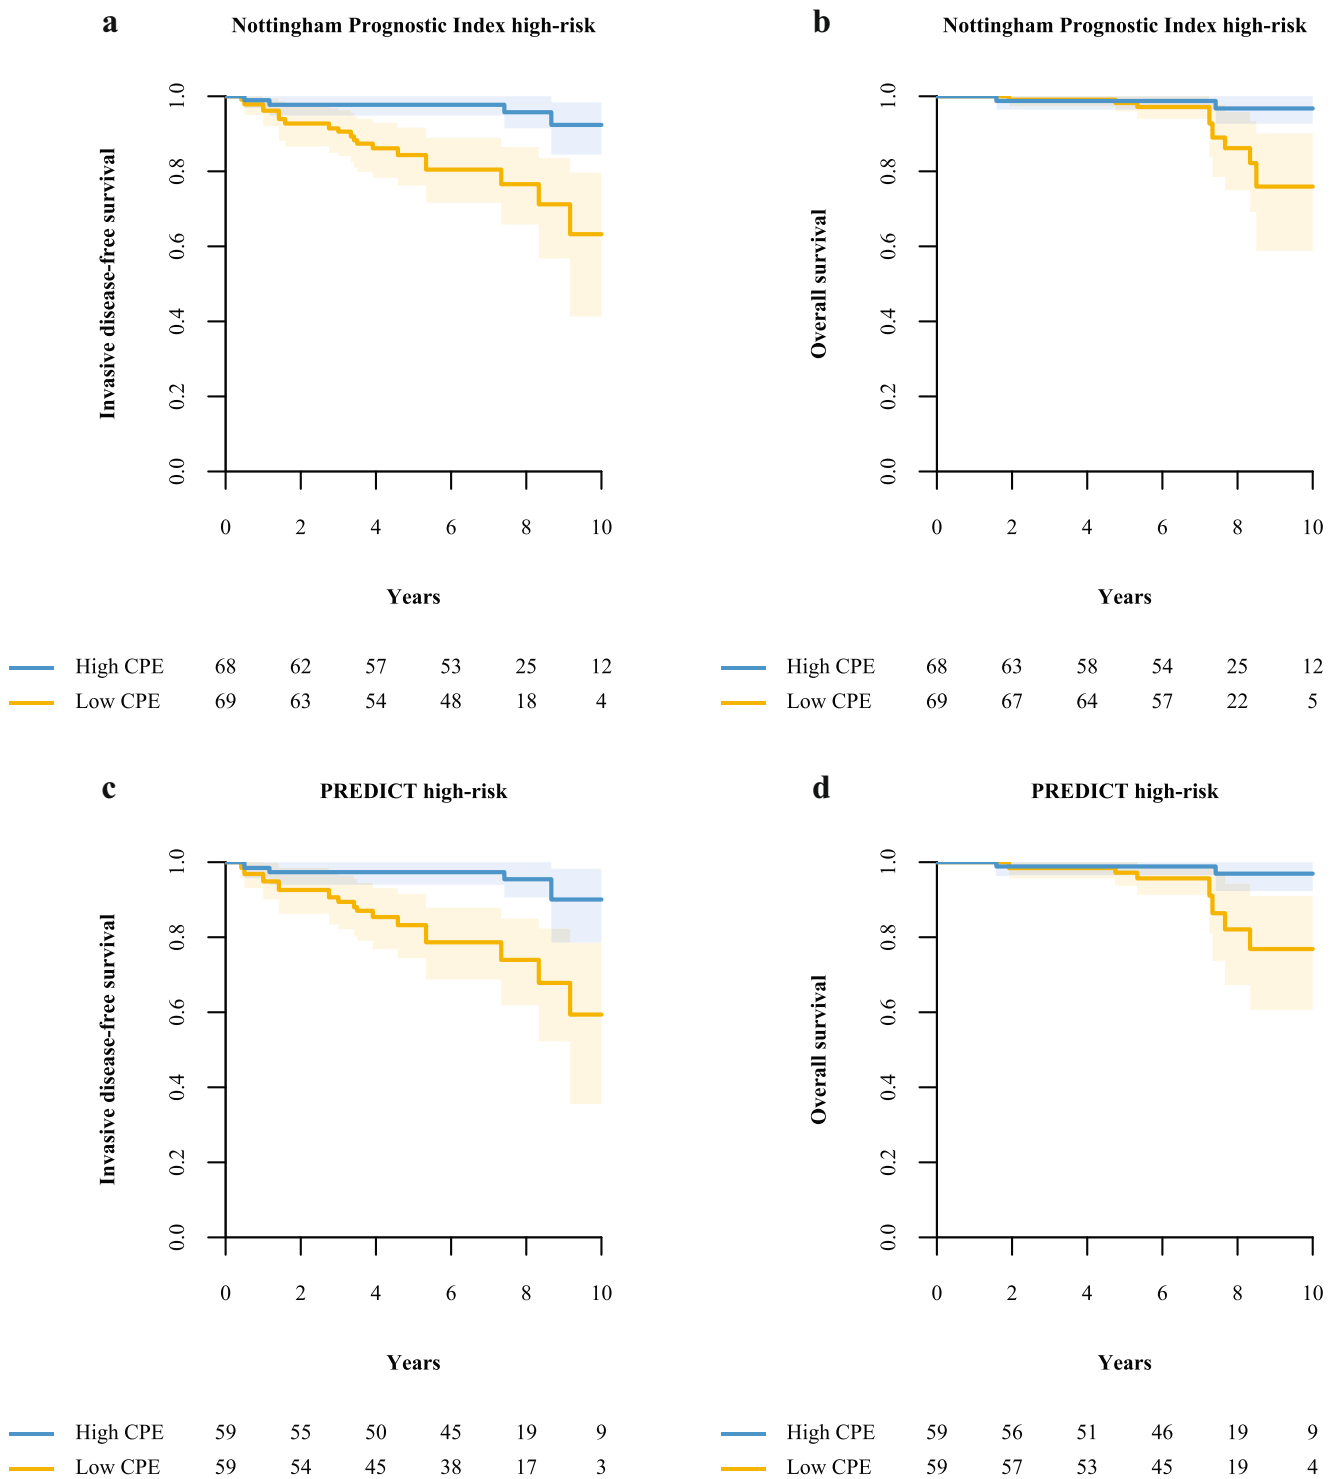 a Nottingham Prognostic Index high-risk
Invasive disease-free survival
1.0
0.8
0.6
0.4
0.2
0.0
0 2 4 6 8 10
Years
High CPE 68 62 57 53 25 12
Low CPE 69 63 54 48 18 4
b Nottingham Prognostic Index high-risk
Overall survival
1.0
0.8
0.6
0.4
0.2
0.0
0 2 4 6 8 10
Years
High CPE 68 63 58 54 25 12
Low CPE 69 67 64 57 22 5
c PREDICT high-risk
Invasive disease-free survival
1.0
0.8
0.6
0.4
0.2
0.0
0 2 4 6 8 10
Years
High CPE 59 55 50 45 19 9
Low CPE 59 54 45 38 17 3
d PREDICT high-risk
Overall survival
1.0
0.8
0.6
0.4
0.2
0.0
0 2 4 6 8 10
Years
High CPE 59 56 51 46 19 9
Low CPE 59 57 53 45 19 4